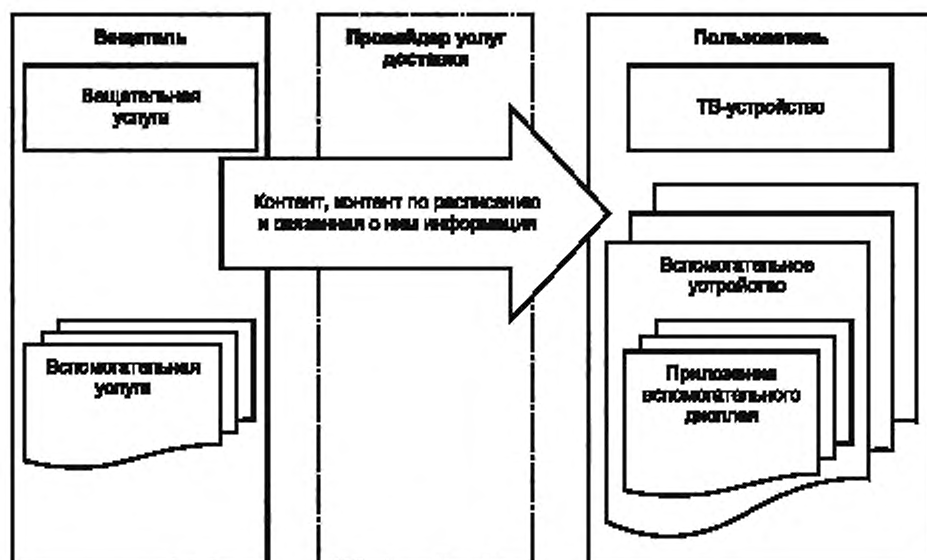 Вещатель
Провайдер услуг
доставки
Пользователь
Вещательная
услуга
ТВ-устройство
Контент, контент по расписанию
и связанная с ним информация
Вспомогательное
устройство
Вспомогательная
услуга
Приложения
вспомогательного
дисплея